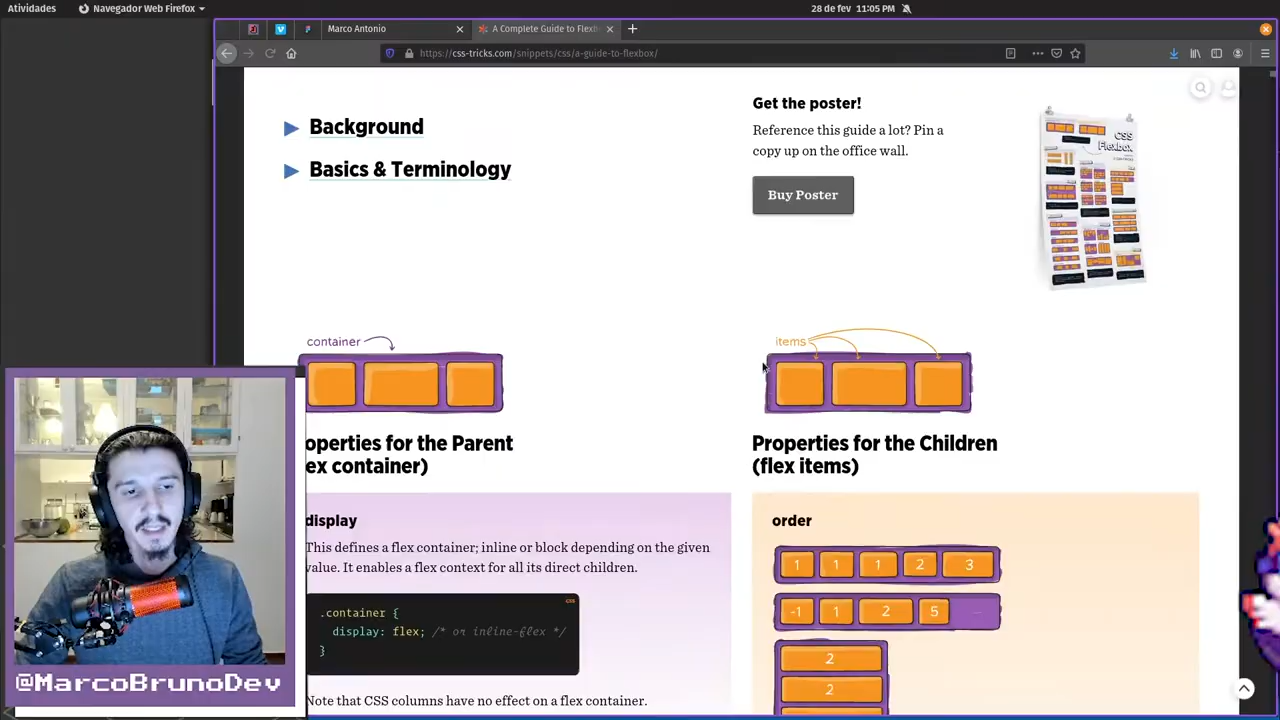 Atividades
Navegador Web Firefox
28 de fev 11:05 PM
Marco Antonio
A Complete Guide to Flexb
https://css-tricks.com/snippets/css/a-guide-to-flexbox/
Background
Basics & Terminology
Get the poster!
Reference this guide a lot? Pin a
copy up on the office wall.
Buy Poster
CSS
Flexbox
container
items
operties for the Parent
ex container)
Properties for the Children
(flex items)
display
This defines a flex container; inline or block depending on the given
value. It enables a flex context for all its direct children.
css
.container {
display: flex; /* or inline-flex */
}
Note that CSS columns have no effect on a flex container.
order
1 1 1 2 3
-1 1 2 5
2
2
@MarcoBrunoDev